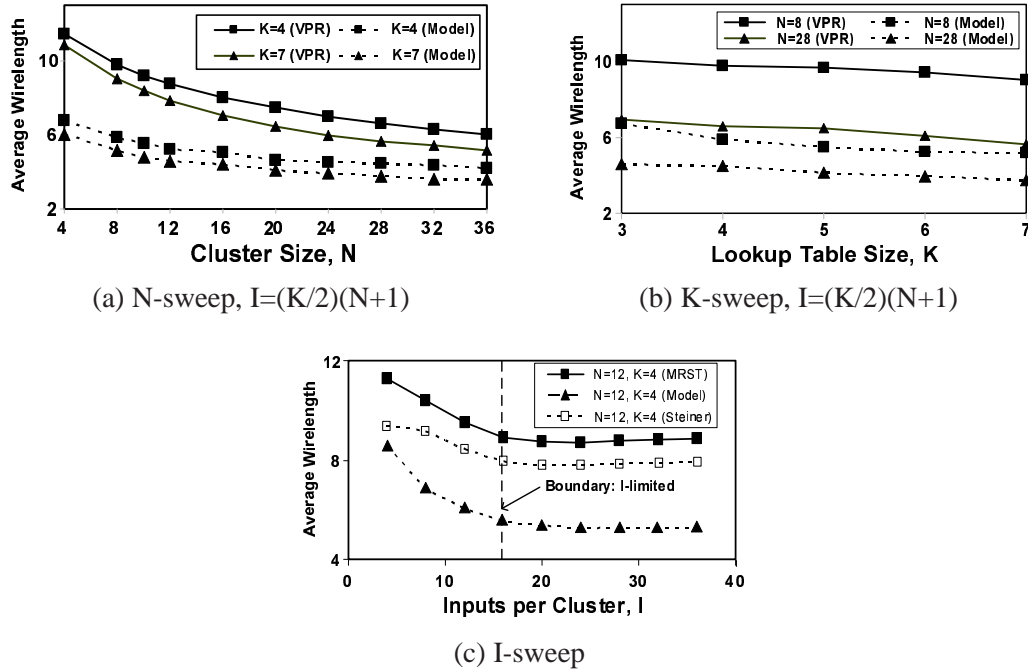 K=4 (VPR) K=4 (Model)
K=7 (VPR) K=7 (Model)
Average Wirelength
10
6
2
4 8 12 16 20 24 28 32 36
Cluster Size, N
(a) N-sweep, I=(K/2)(N+1)
N=8 (VPR) N=8 (Model)
N=28 (VPR) N=28 (Model)
Average Wirelength
10
6
2
3 4 5 6 7
Lookup Table Size, K
(b) K-sweep, I=(K/2)(N+1)
Average Wirelength
12
8
4
N=12, K=4 (MRST)
N=12, K=4 (Model)
N=12, K=4 (Steiner)
Boundary: I-limited
0 10 20 30 40
Inputs per Cluster, I
(c) I-sweep